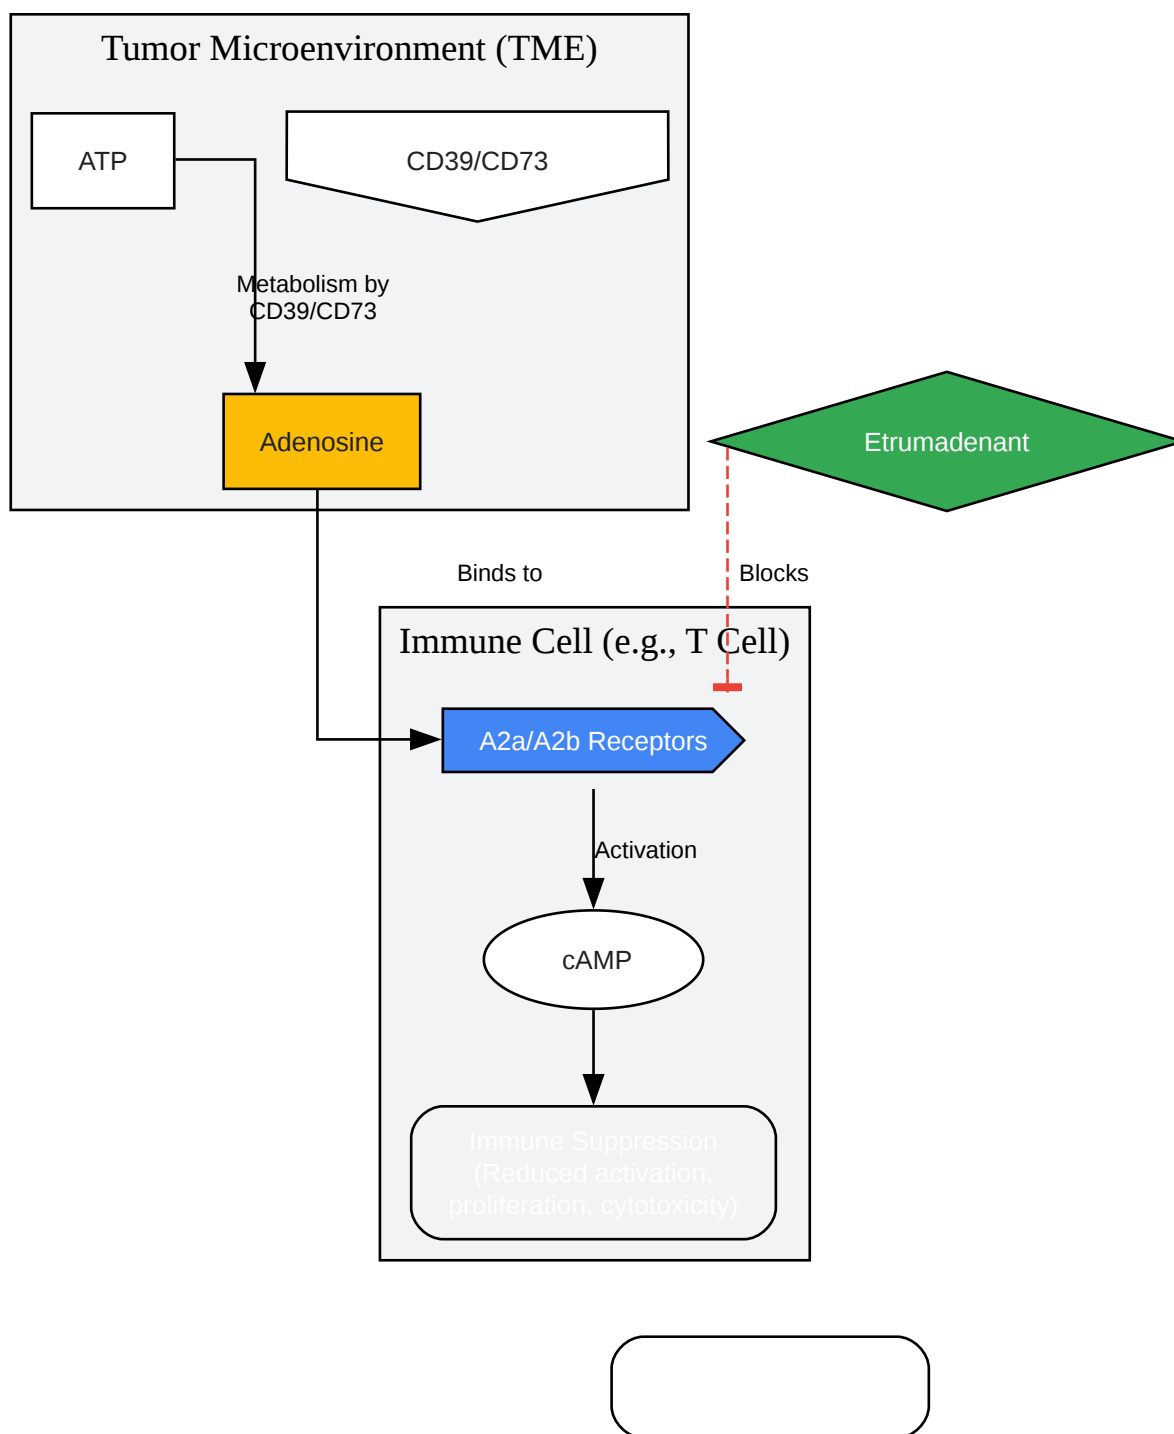 Tumor Microenvironment (TME)
ATP
CD39/CD73
Metabolism by
CD39/CD73
Adenosine
Etrumadenant
Binds to
Blocks
Immune Cell (e.g., T Cell)
A2a/A2b Receptors
Activation
cAMP
Immune Suppression
(Reduced activation,
proliferation, cytotoxicity)